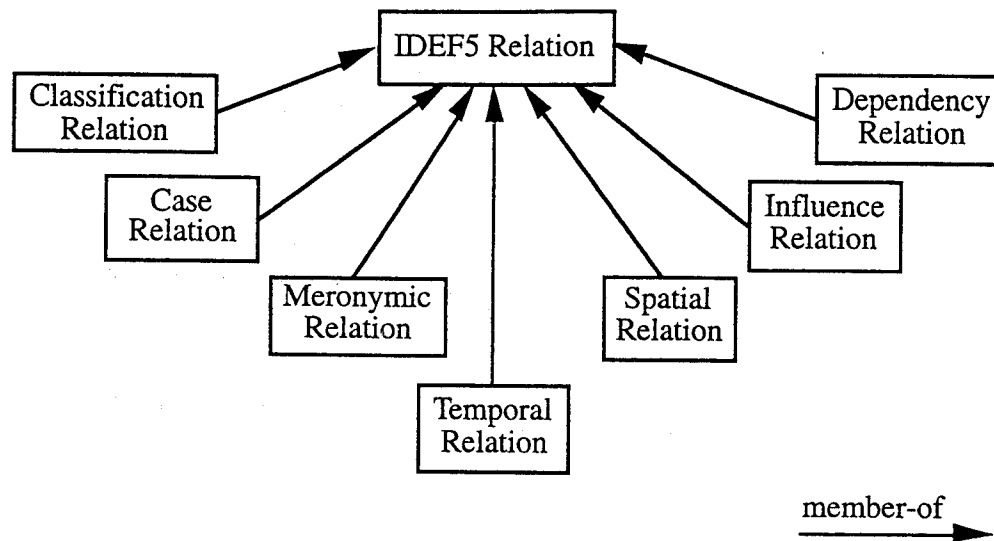 IDEF5 Relation
Classification
Relation
Dependency
Relation
Case
Relation
Influence
Relation
Meronymic
Relation
Spatial
Relation
Temporal
Relation
member-of